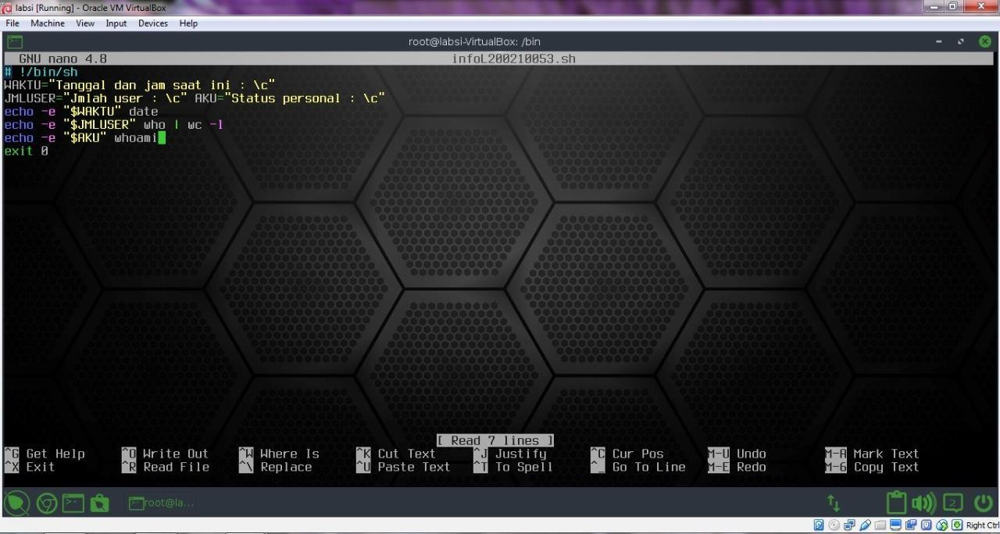 labsi [Running] - Oracle VM VirtualBox
File Machine View Input Devices Help
root@labsi-VirtualBox: /bin
GNU nano 4.8 infoL200210053.sh
# !/bin/sh
WAKTU="Tanggal dan jam saat ini : \c"
JMLUSER="Jmlah user : \c" AKU="Status personal : \c"
echo -e "$WAKTU" date
echo -e "$JMLUSER" who | wc -l
echo -e "$AKU" whoami
exit 0
[ Read 7 lines ]
^G Get Help ^O Write Out ^W Where Is ^K Cut Text ^J Justify ^C Cur Pos M-U Undo M-A Mark Text
^X Exit ^R Read File ^\ Replace ^U Paste Text ^T To Spell ^_ Go To Line M-E Redo M-6 Copy Text
root@la... 2
Right Ctrl